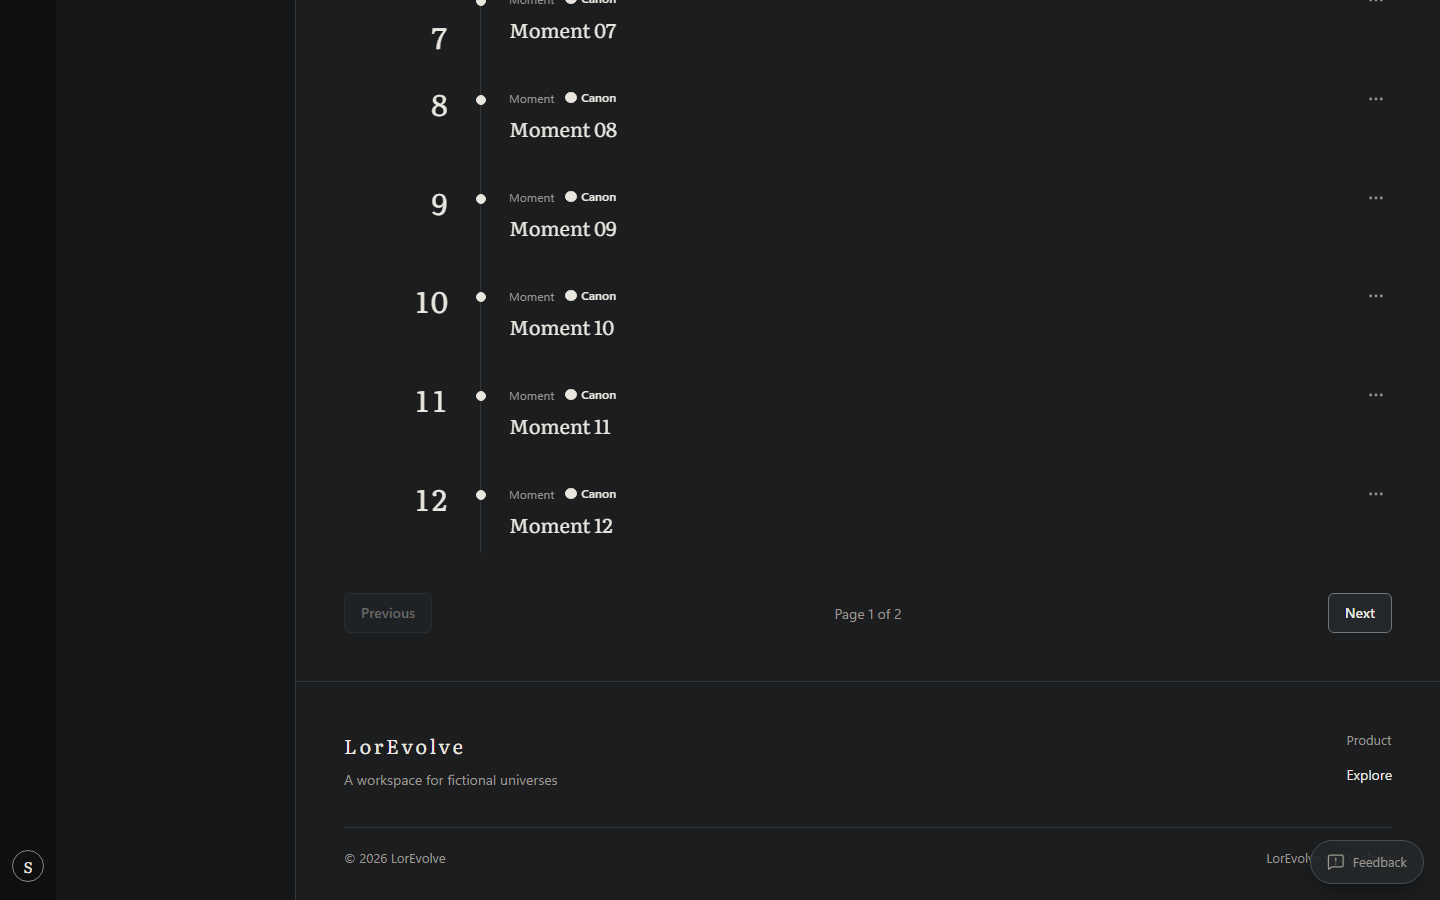 Moment Canon
7
Moment 07
8
Moment Canon
Moment 08
9
Moment Canon
Moment 09
10
Moment Canon
Moment 10
11
Moment Canon
Moment 11
12
Moment Canon
Moment 12
Previous
Page 1 of 2
Next
LorEvolve
Product
A workspace for fictional universes
Explore
© 2026 LorEvolve
Feedback
S